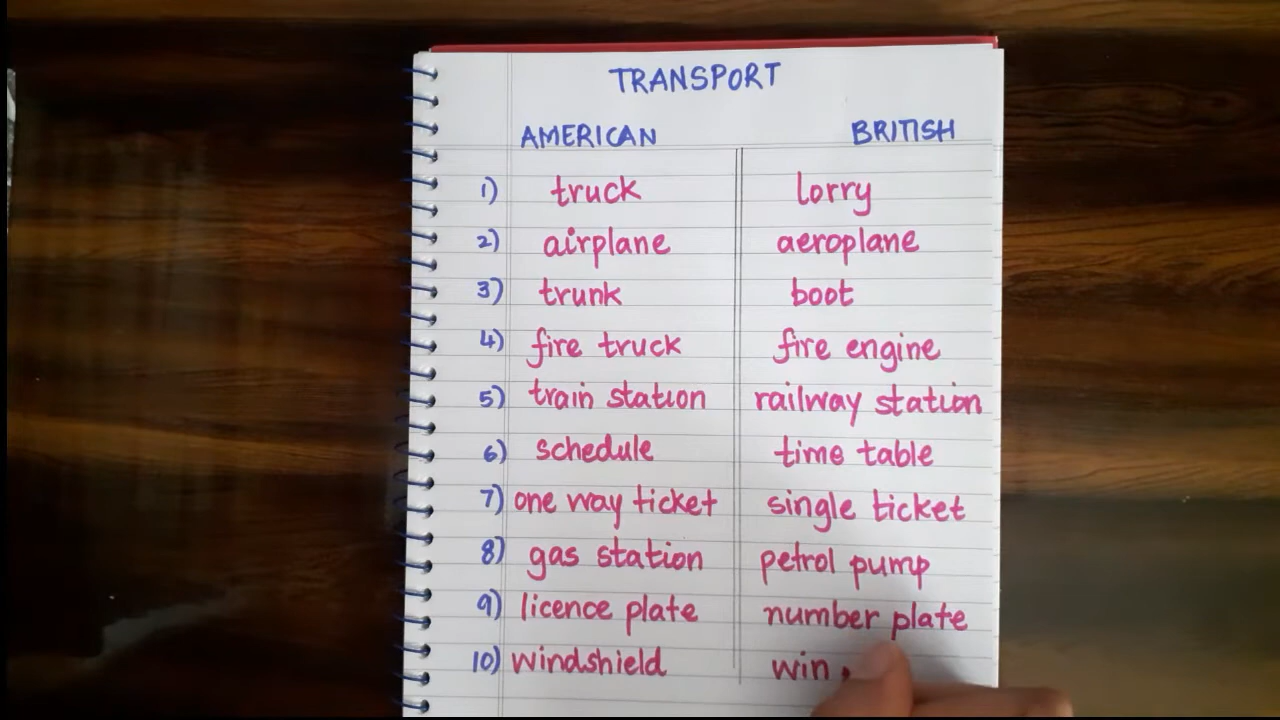 TRANSPORT
AMERICAN BRITISH
1) truck lorry
2) airplane aeroplane
3) trunk boot
4) fire truck fire engine
5) train station railway station
6) schedule time table
7) one way ticket single ticket
8) gas station petrol pump
9) licence plate number plate
10) windshield win